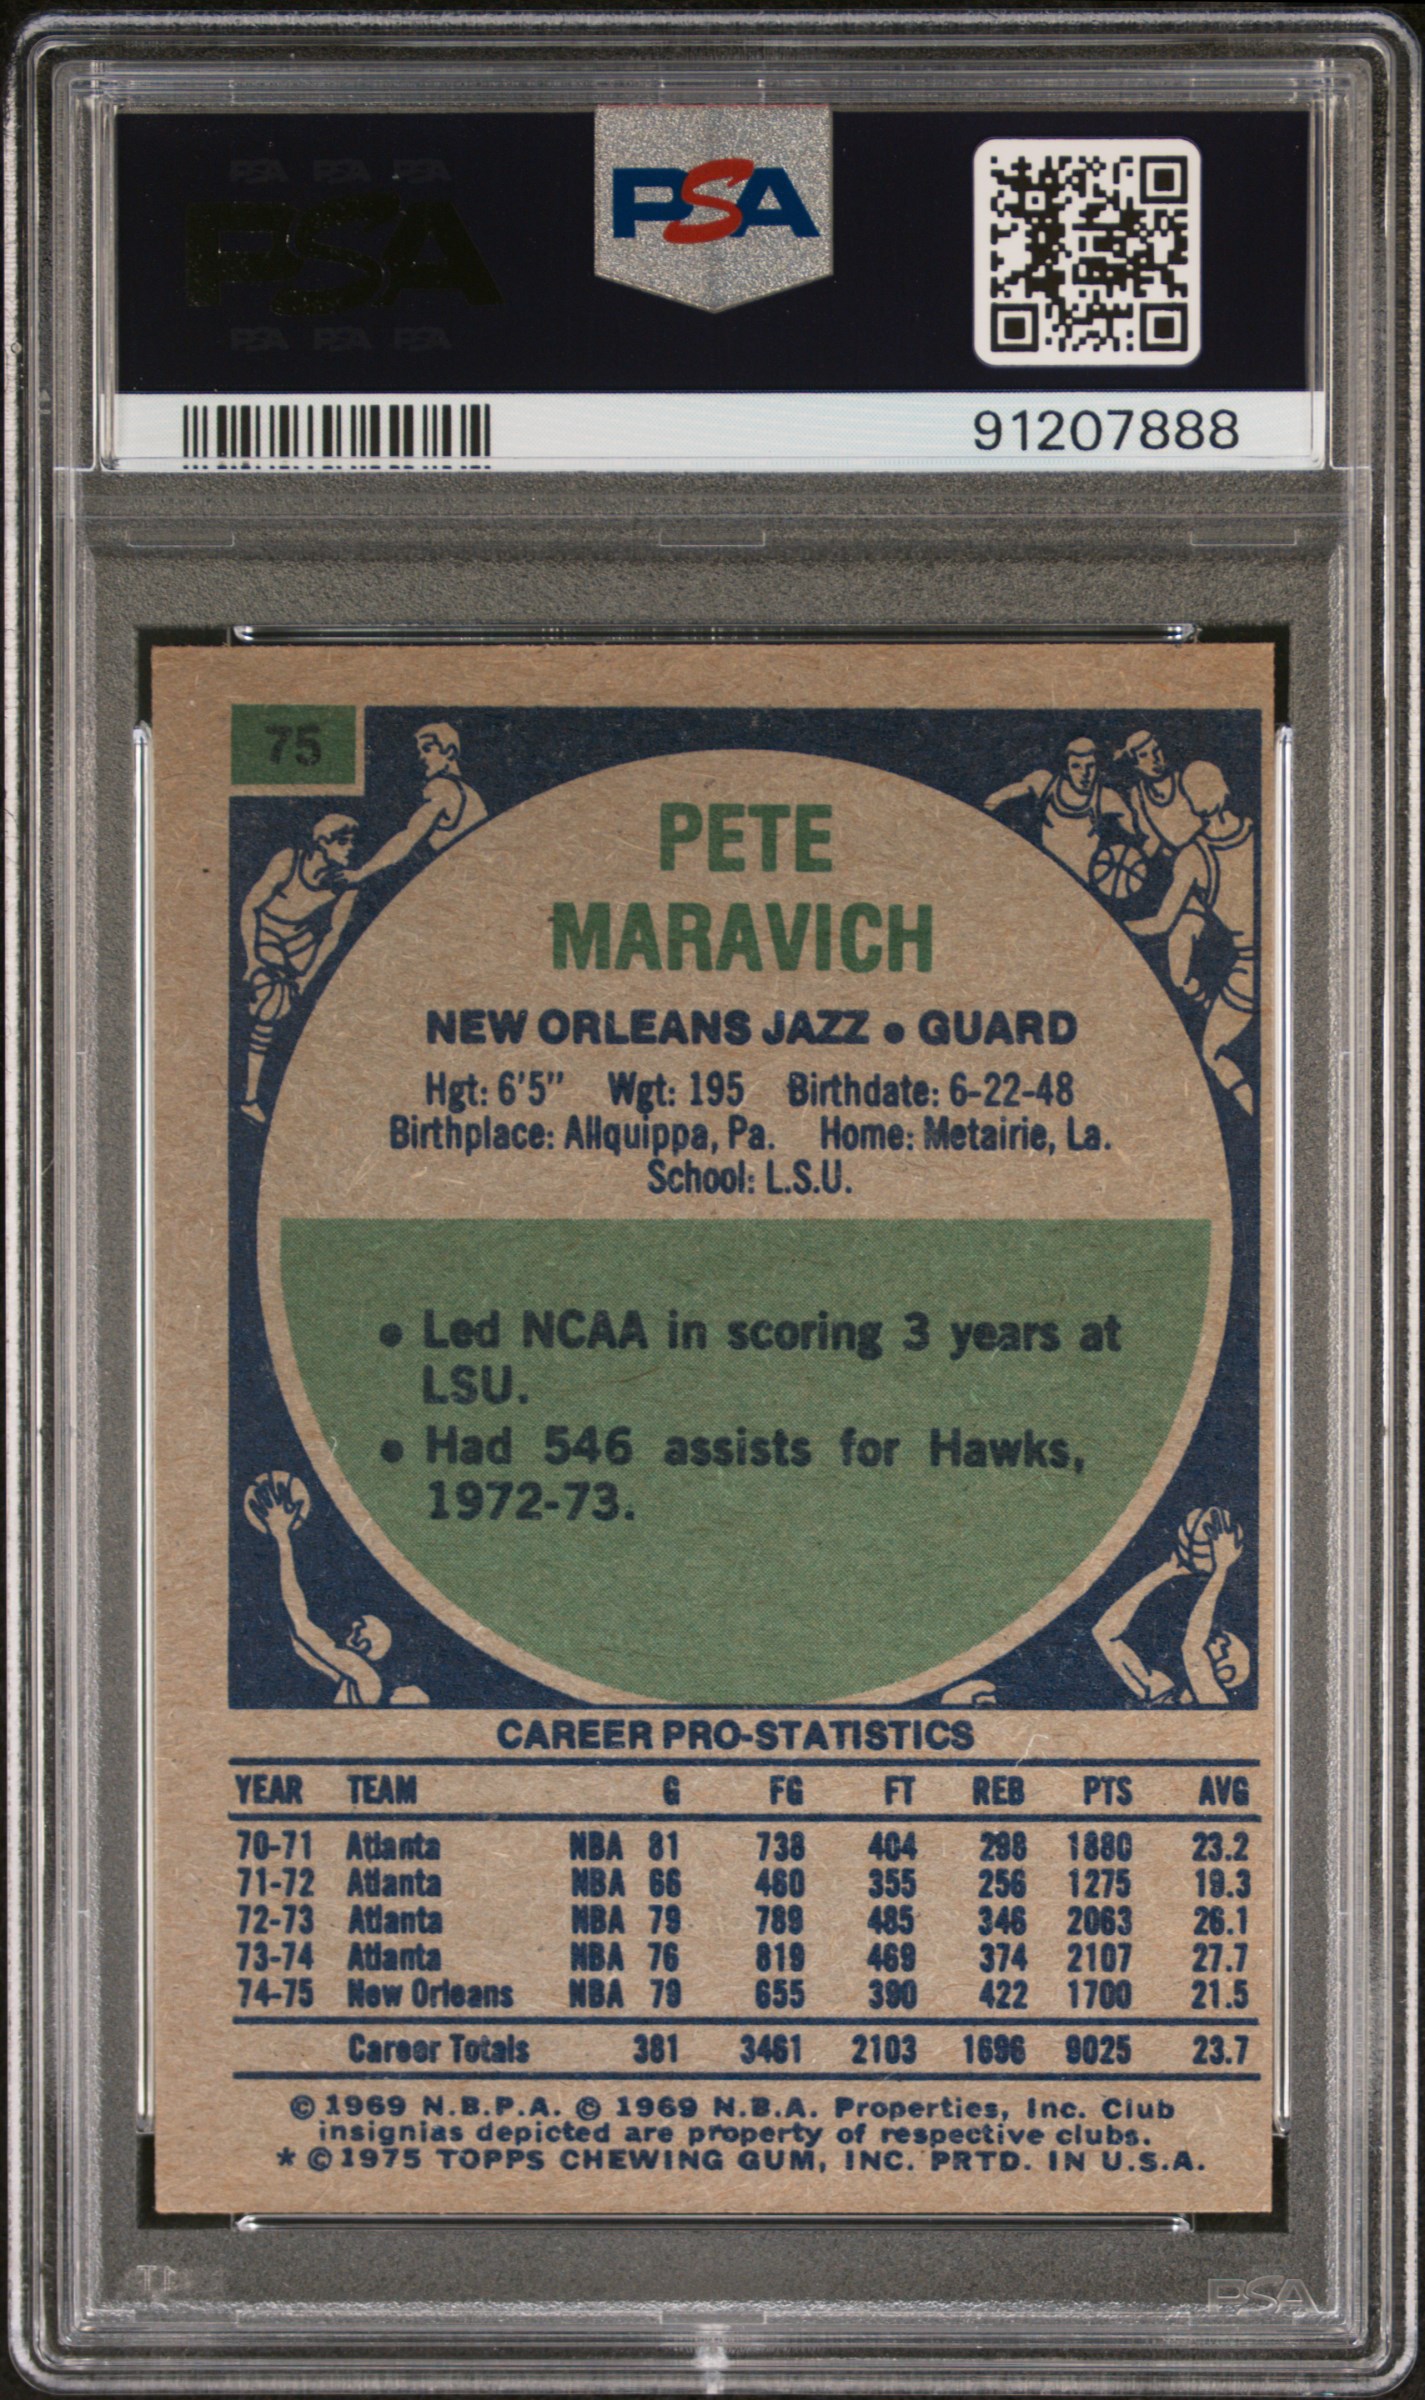 PSA PSA PSA
PSA
PSA PSA PSA
PSA
91207888
75
PETE
MARAVICH
NEW ORLEANS JAZZ • GUARD
Hgt: 6'5" Wgt: 195 Birthdate: 6-22-48
Birthplace: Aliquippa, Pa. Home: Metairie, La.
School: L.S.U.
• Led NCAA in scoring 3 years at
LSU.
• Had 546 assists for Hawks,
1972-73.
CAREER PRO-STATISTICS
YEAR TEAM G FG FT REB PTS AVG
70-71 Atlanta NBA 81 738 404 298 1880 23.2
71-72 Atlanta NBA 66 460 355 256 1275 19.3
72-73 Atlanta NBA 79 789 485 346 2063 26.1
73-74 Atlanta NBA 76 819 469 374 2107 27.7
74-75 New Orleans NBA 79 655 390 422 1700 21.5
Career Totals 381 3461 2103 1696 9025 23.7
© 1969 N.B.P.A. © 1969 N.B.A. Properties, Inc. Club
insignias depicted are property of respective clubs.
* © 1975 TOPPS CHEWING GUM, INC. PRTD. IN U.S.A.
PSA